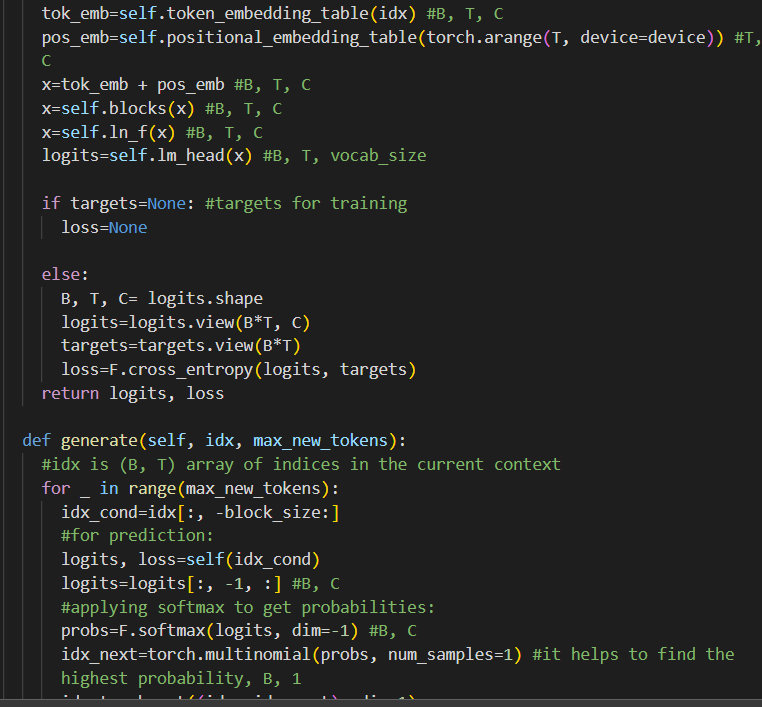 tok_emb=self.token_embedding_table(idx) #B, T, C
pos_emb=self.positional_embedding_table(torch.arange(T, device=device)) #T,
C
x=tok_emb + pos_emb #B, T, C
x=self.blocks(x) #B, T, C
x=self.ln_f(x) #B, T, C
logits=self.lm_head(x) #B, T, vocab_size
if targets=None: #targets for training
loss=None
else:
B, T, C= logits.shape
logits=logits.view(B*T, C)
targets=targets.view(B*T)
loss=F.cross_entropy(logits, targets)
return logits, loss
def generate(self, idx, max_new_tokens):
#idx is (B, T) array of indices in the current context
for _ in range(max_new_tokens):
idx_cond=idx[:, -block_size:]
#for prediction:
logits, loss=self(idx_cond)
logits=logits[:, -1, :] #B, C
#applying softmax to get probabilities:
probs=F.softmax(logits, dim=-1) #B, C
idx_next=torch.multinomial(probs, num_samples=1) #it helps to find the
highest probability, B, 1